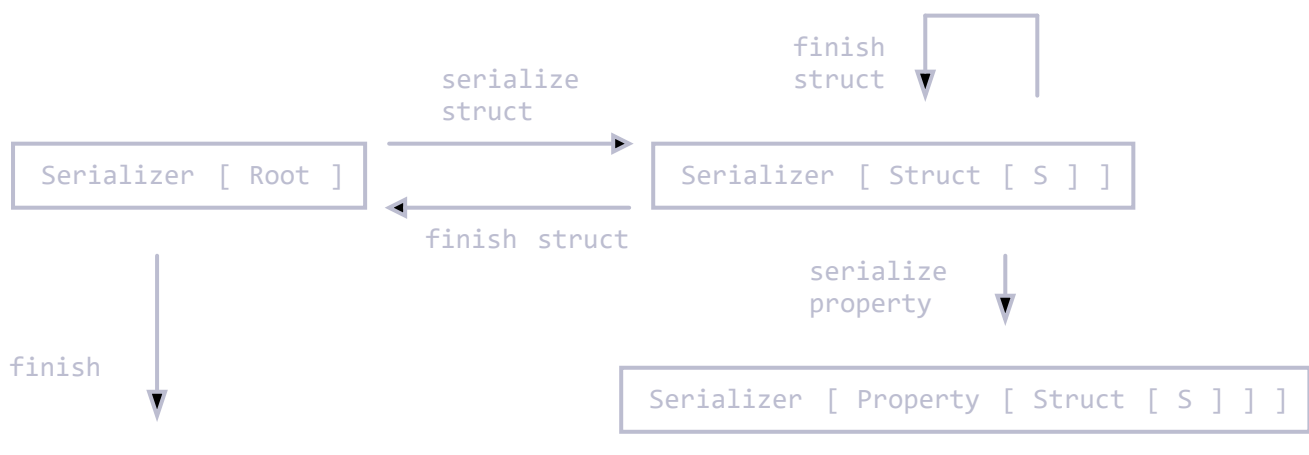 finish
struct
serialize
struct
Serializer [ Root ]
Serializer [ Struct [ S ] ]
finish struct
serialize
property
finish
Serializer [ Property [ Struct [ S ] ] ]